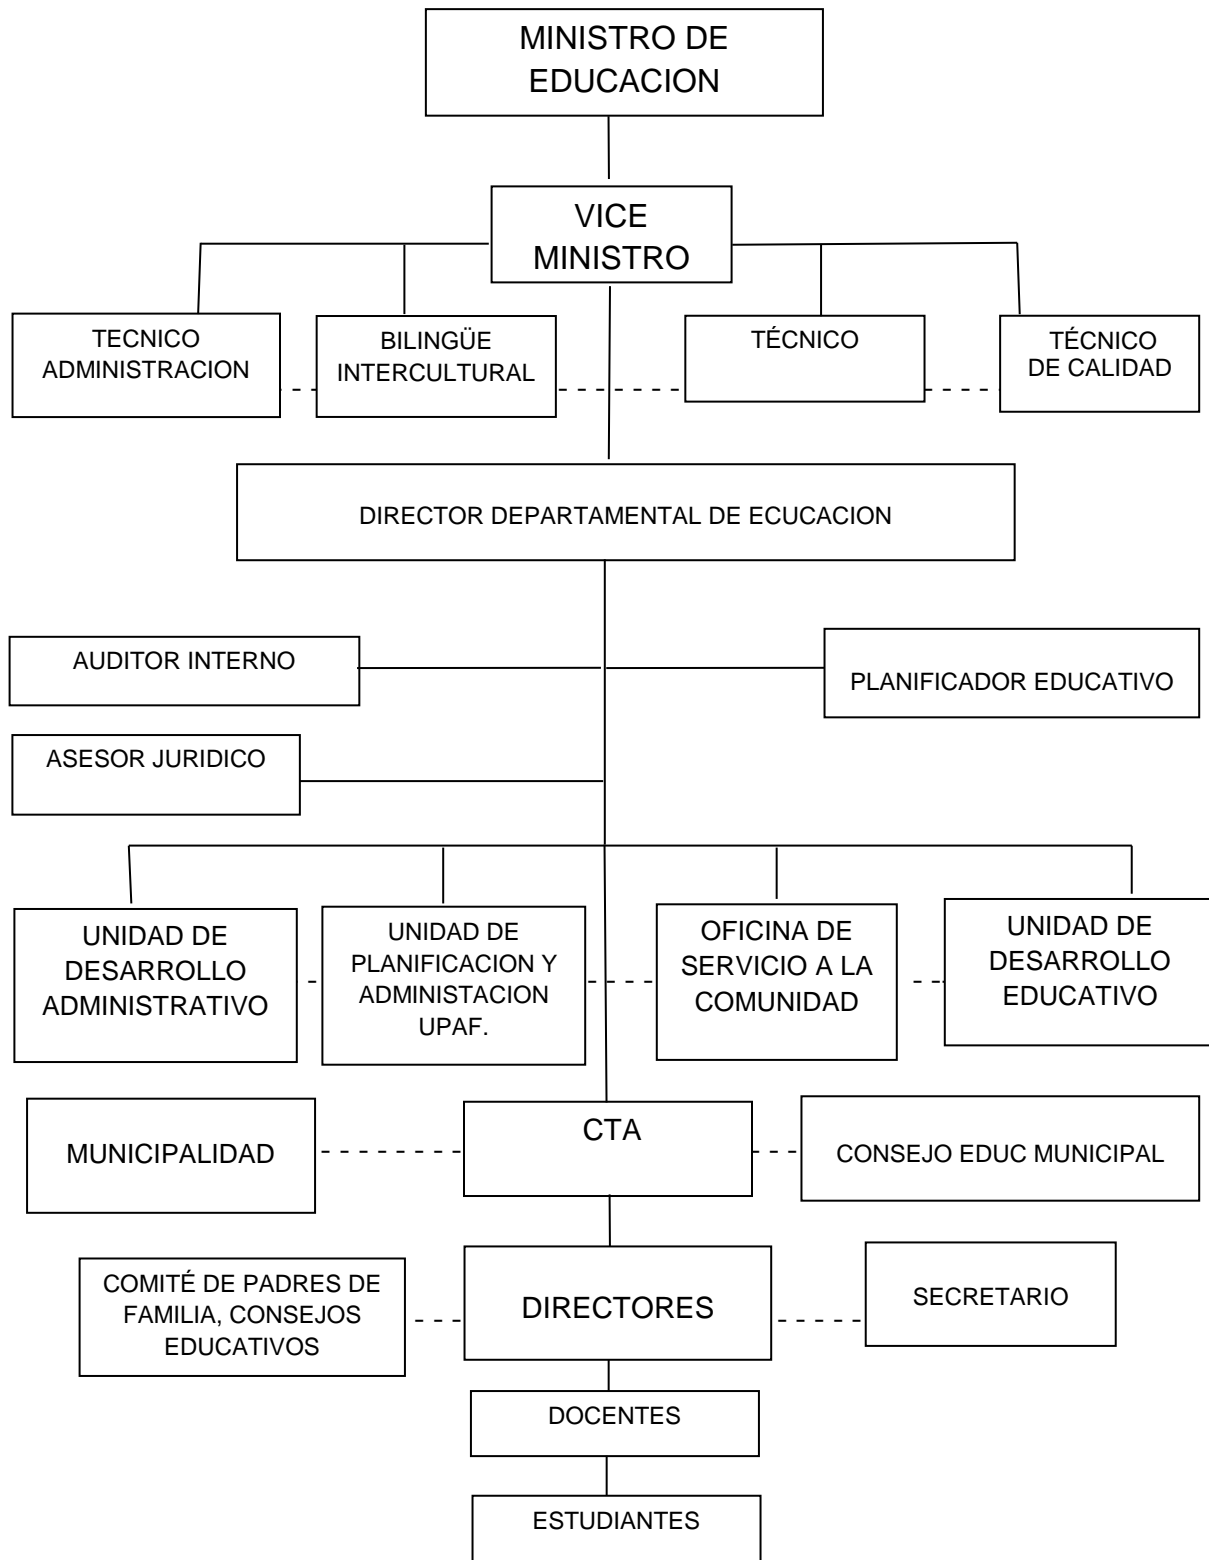 MINISTRO DE
EDUCACION
VICE
MINISTRO
TECNICO
ADMINISTRACION
BILINGÜE
INTERCULTURAL
TÉCNICO
TÉCNICO
DE CALIDAD
DIRECTOR DEPARTAMENTAL DE ECUCACION
AUDITOR INTERNO
PLANIFICADOR EDUCATIVO
ASESOR JURIDICO
UNIDAD DE
DESARROLLO
ADMINISTRATIVO
UNIDAD DE
PLANIFICACION Y
ADMINISTACION
UPAF.
OFICINA DE
SERVICIO A LA
COMUNIDAD
UNIDAD DE
DESARROLLO
EDUCATIVO
MUNICIPALIDAD
CTA
CONSEJO EDUC MUNICIPAL
COMITÉ DE PADRES DE
FAMILIA, CONSEJOS
EDUCATIVOS
DIRECTORES
SECRETARIO
DOCENTES
ESTUDIANTES